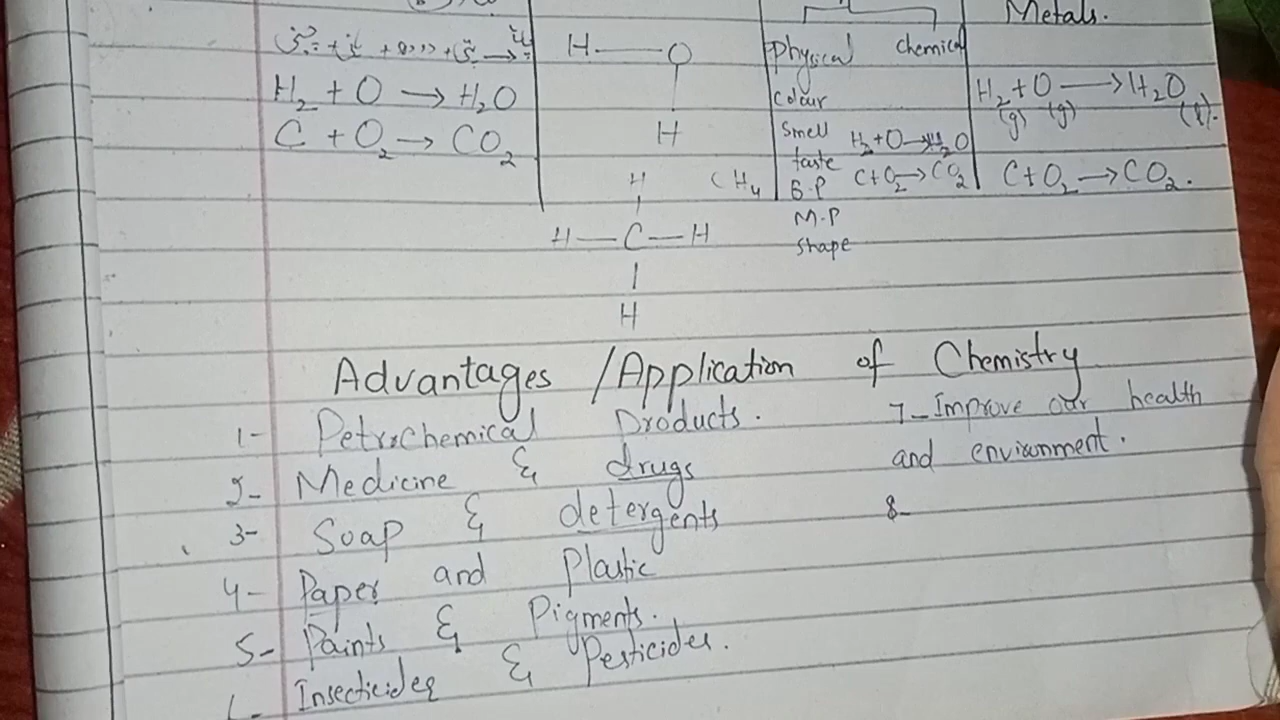 Metals.
Physical chemical
H—O
H
H₂ + O → H₂O
C + O₂ → CO₂
colour
smell
taste
B.P
M.P
shape
H₂+O→H₂O
C+O₂→CO₂
H₂+O→H₂O
(g) (g) (l).
C+O₂→CO₂.
CH₄
H
H—C—H
H
Advantages /Application of Chemistry
1- Petrochemical Products.
2- Medicine & drugs
3- Soap & detergents
4- Paper and Plastic
5- Paints & Pigments.
Insecticides & Pesticides.
7- Improve our health
and environment.
8-